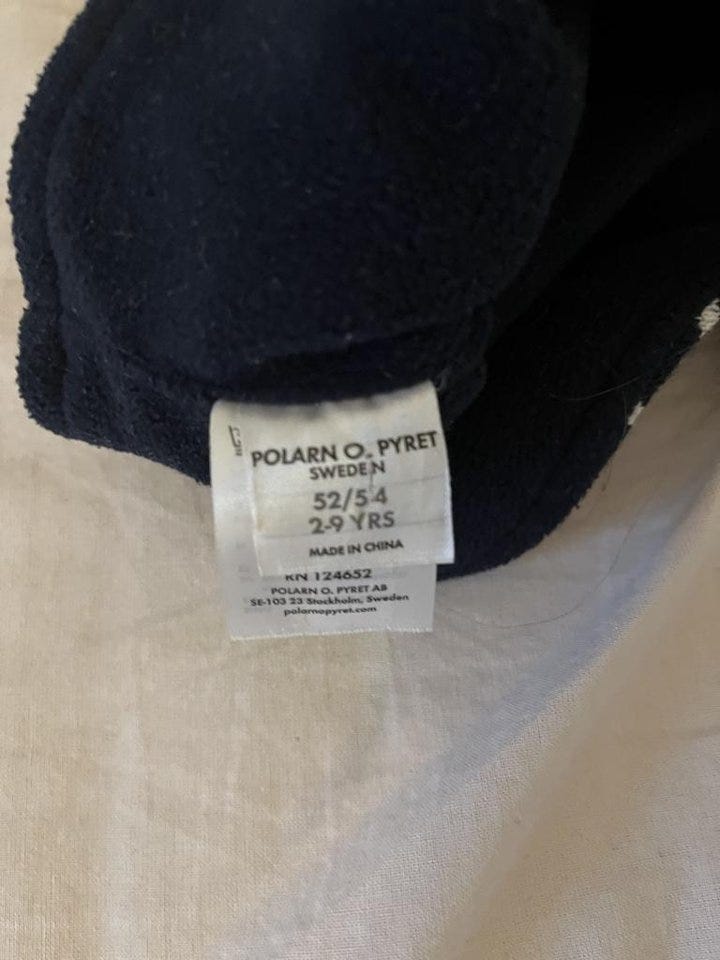 POLARN O. PYRET
SWEDEN
52/54
2-9 YRS
MADE IN CHINA
RN 124652
POLARN O. PYRET AB
SE-103 23 Stockholm, Sweden
polarnopyret.com